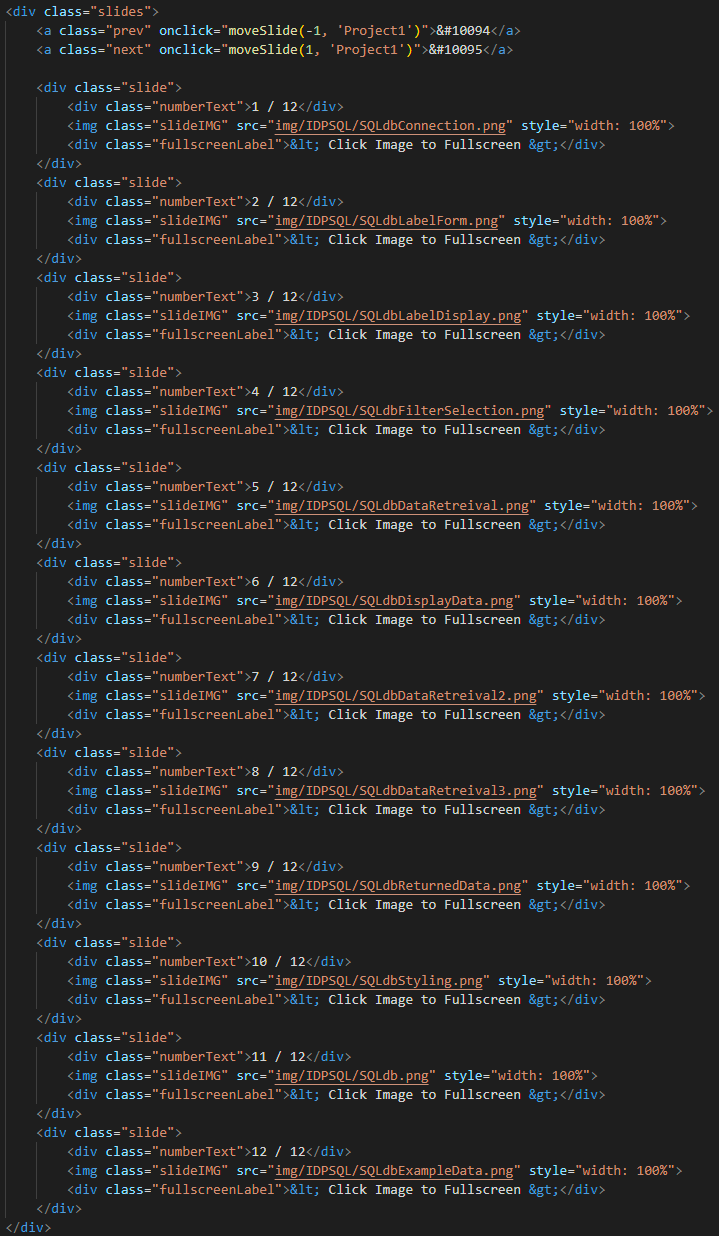 <div class="slides">
    <a class="prev" onclick="moveSlide(-1, 'Project1')">&#10094</a>
    <a class="next" onclick="moveSlide(1, 'Project1')">&#10095</a>

    <div class="slide">
        <div class="numberText">1 / 12</div>
        <img class="slideIMG" src="img/IDPSQL/SQLdbConnection.png" style="width: 100%">
        <div class="fullscreenLabel">&lt; Click Image to Fullscreen &gt;</div>
    </div>
    <div class="slide">
        <div class="numberText">2 / 12</div>
        <img class="slideIMG" src="img/IDPSQL/SQLdbLabelForm.png" style="width: 100%">
        <div class="fullscreenLabel">&lt; Click Image to Fullscreen &gt;</div>
    </div>
    <div class="slide">
        <div class="numberText">3 / 12</div>
        <img class="slideIMG" src="img/IDPSQL/SQLdbLabelDisplay.png" style="width: 100%">
        <div class="fullscreenLabel">&lt; Click Image to Fullscreen &gt;</div>
    </div>
    <div class="slide">
        <div class="numberText">4 / 12</div>
        <img class="slideIMG" src="img/IDPSQL/SQLdbFilterSelection.png" style="width: 100%">
        <div class="fullscreenLabel">&lt; Click Image to Fullscreen &gt;</div>
    </div>
    <div class="slide">
        <div class="numberText">5 / 12</div>
        <img class="slideIMG" src="img/IDPSQL/SQLdbDataRetreival.png" style="width: 100%">
        <div class="fullscreenLabel">&lt; Click Image to Fullscreen &gt;</div>
    </div>
    <div class="slide">
        <div class="numberText">6 / 12</div>
        <img class="slideIMG" src="img/IDPSQL/SQLdbDisplayData.png" style="width: 100%">
        <div class="fullscreenLabel">&lt; Click Image to Fullscreen &gt;</div>
    </div>
    <div class="slide">
        <div class="numberText">7 / 12</div>
        <img class="slideIMG" src="img/IDPSQL/SQLdbDataRetreival2.png" style="width: 100%">
        <div class="fullscreenLabel">&lt; Click Image to Fullscreen &gt;</div>
    </div>
    <div class="slide">
        <div class="numberText">8 / 12</div>
        <img class="slideIMG" src="img/IDPSQL/SQLdbDataRetreival3.png" style="width: 100%">
        <div class="fullscreenLabel">&lt; Click Image to Fullscreen &gt;</div>
    </div>
    <div class="slide">
        <div class="numberText">9 / 12</div>
        <img class="slideIMG" src="img/IDPSQL/SQLdbReturnedData.png" style="width: 100%">
        <div class="fullscreenLabel">&lt; Click Image to Fullscreen &gt;</div>
    </div>
    <div class="slide">
        <div class="numberText">10 / 12</div>
        <img class="slideIMG" src="img/IDPSQL/SQLdbStyling.png" style="width: 100%">
        <div class="fullscreenLabel">&lt; Click Image to Fullscreen &gt;</div>
    </div>
    <div class="slide">
        <div class="numberText">11 / 12</div>
        <img class="slideIMG" src="img/IDPSQL/SQLdb.png" style="width: 100%">
        <div class="fullscreenLabel">&lt; Click Image to Fullscreen &gt;</div>
    </div>
    <div class="slide">
        <div class="numberText">12 / 12</div>
        <img class="slideIMG" src="img/IDPSQL/SQLdbExampleData.png" style="width: 100%">
        <div class="fullscreenLabel">&lt; Click Image to Fullscreen &gt;</div>
    </div>
</div>